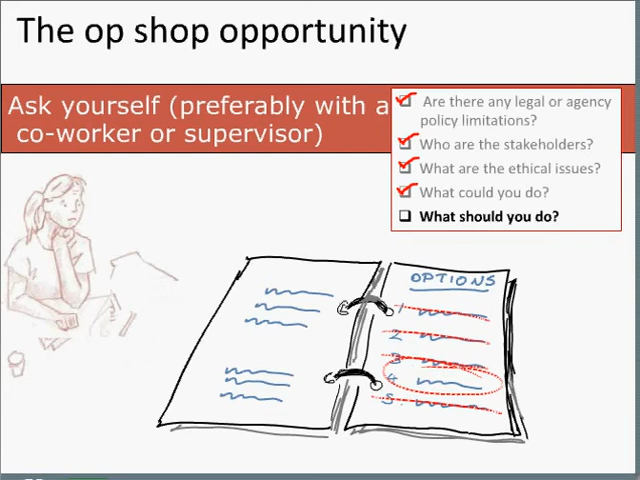 The op shop opportunity
Ask yourself (preferably with a
co-worker or supervisor)
Are there any legal or agency
policy limitations?
Who are the stakeholders?
What are the ethical issues?
What could you do?
What should you do?
OPTIONS
1
2
3
4
5.